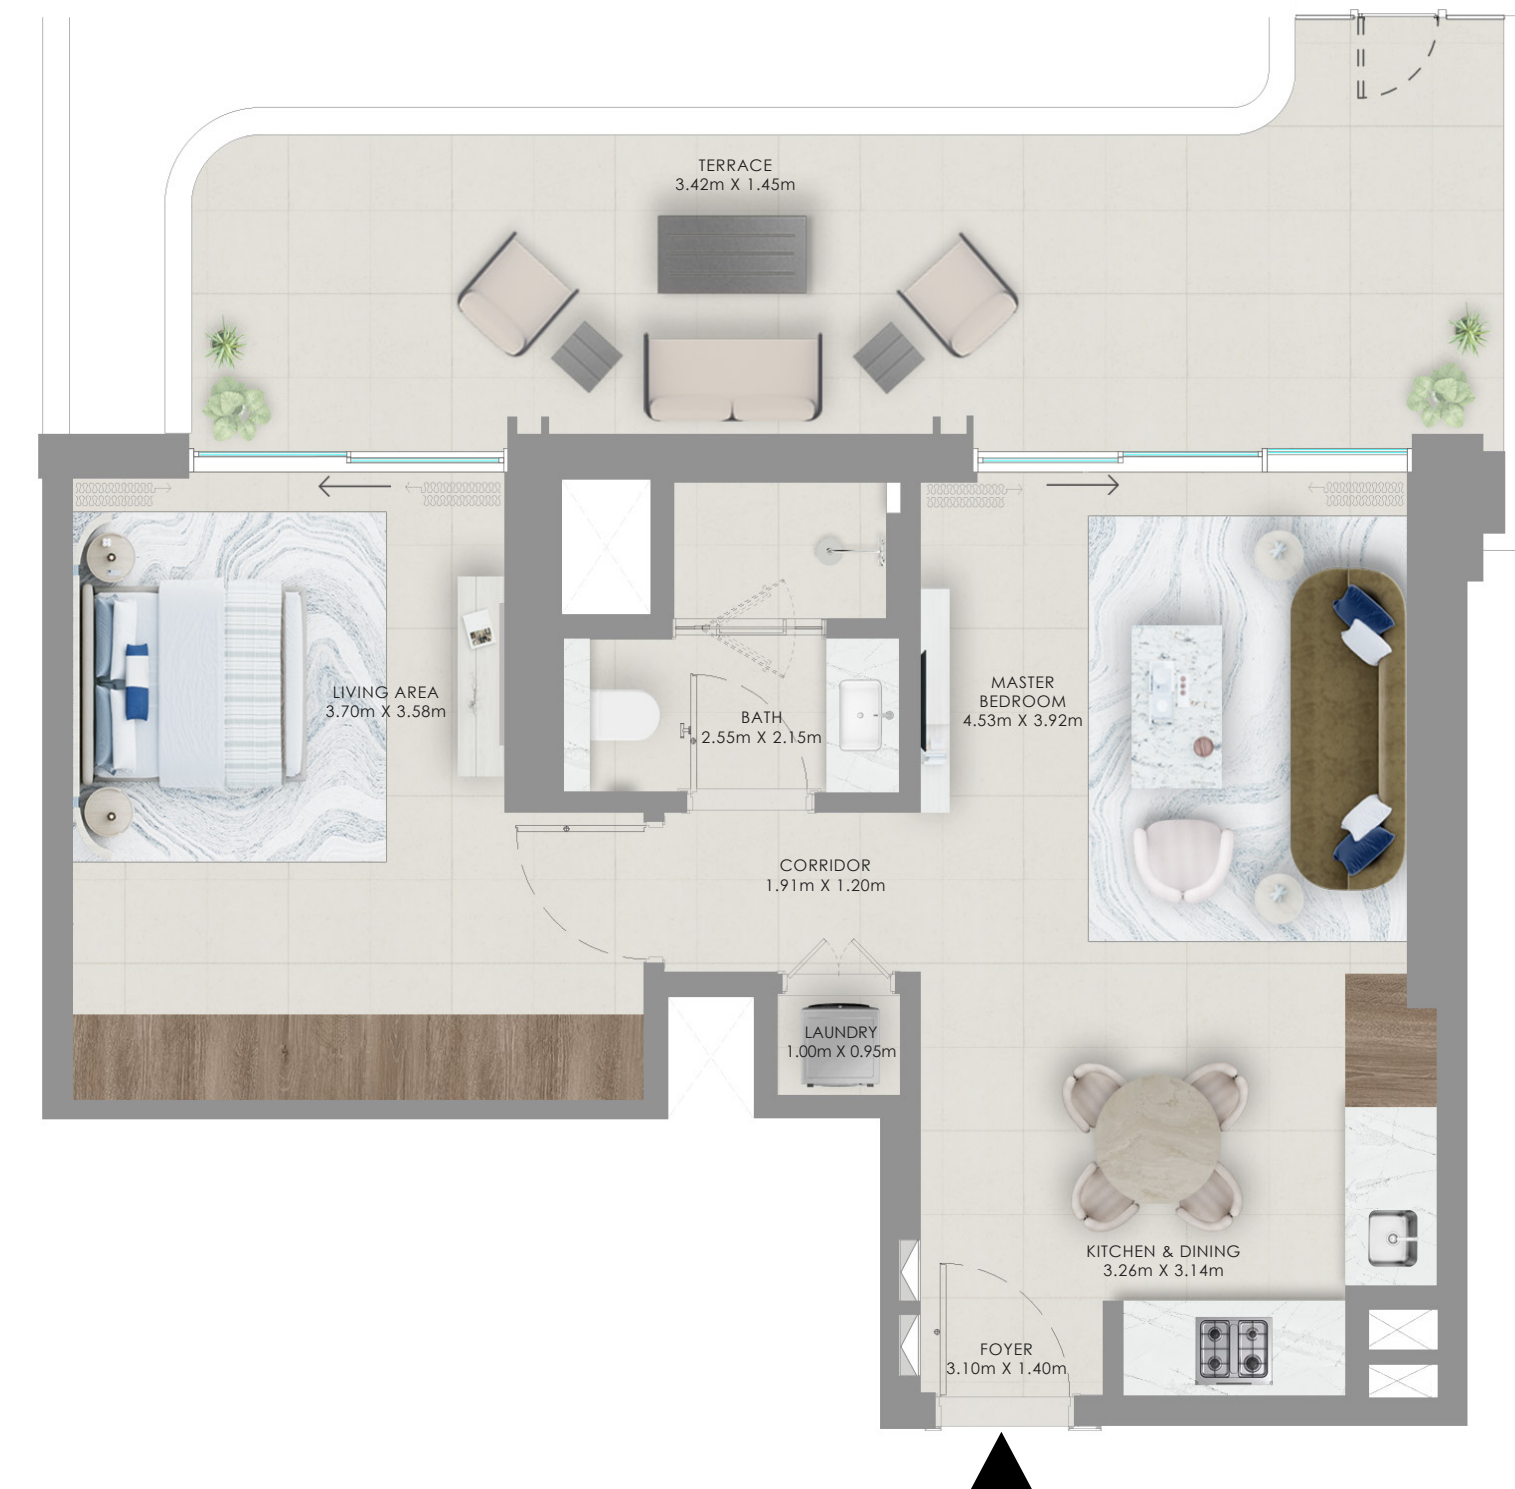 TERRACE
3.42m X 1.45m
LIVING AREA
3.70m X 3.58m
BATH
2.55m X 2.15m
MASTER
BEDROOM
4.53m X 3.92m
CORRIDOR
1.91m X 1.20m
LAUNDRY
1.00m X 0.95m
KITCHEN & DINING
3.26m X 3.14m
FOYER
3.10m X 1.40m